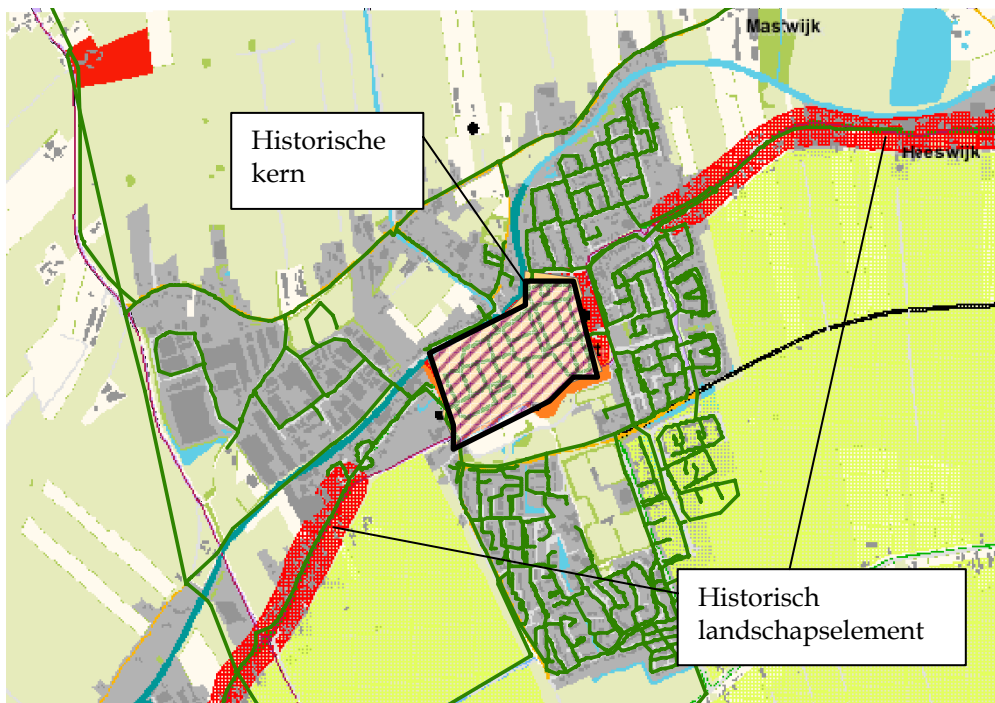 Mastwijk
Historische
kern
Heeswijk
Historisch
landschapselement